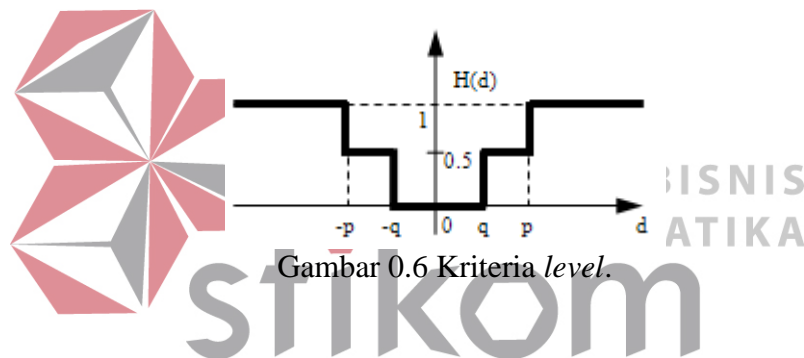 H(d)
1
0.5
-p -q 0 q p d
BISNIS
ATIKA
Gambar 0.6 Kriteria level.
stikom